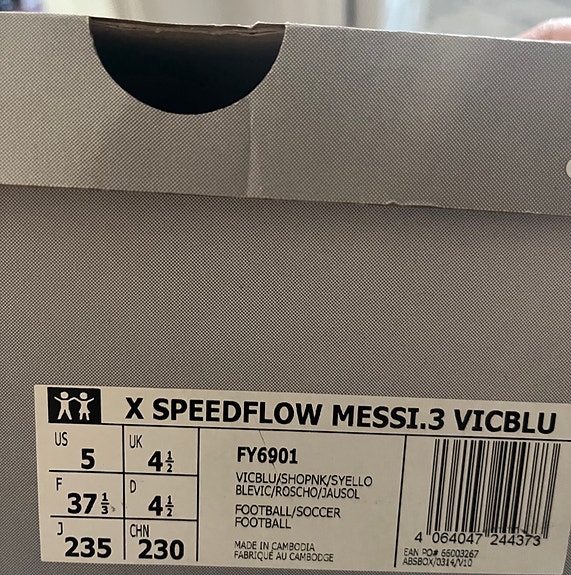 X SPEEDFLOW MESSI.3 VICBLU
US 5 UK 4½
F 37⅓ D 4½
J 235 CHN 230
FY6901
VICBLU/SHOPNK/SYELLO
BLEVIC/ROSCHO/JAUSOL
FOOTBALL/SOCCER
FOOTBALL
MADE IN CAMBODIA
FABRIQUÉ AU CAMBODGE
4 064047 244373
EAN PO# 66003267
ABSBOX/0314/V10